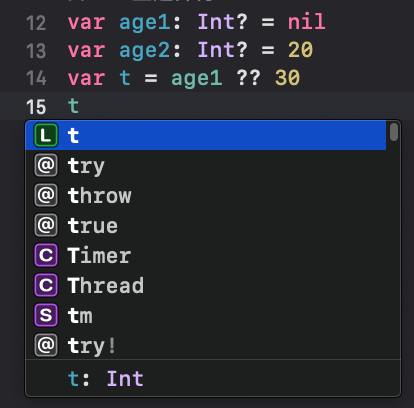 12 var age1: Int? = nil
13 var age2: Int? = 20
14 var t = age1 ?? 30
15 t
L t
@ try
@ throw
@ true
C Timer
C Thread
S tm
@ try!
t: Int